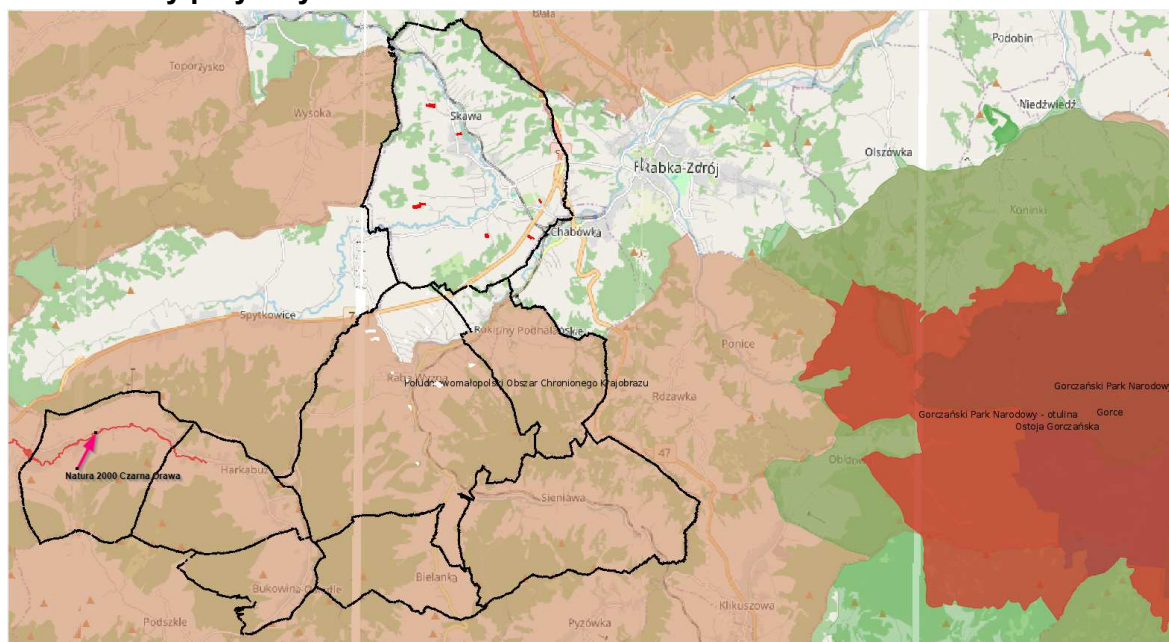 Biała
Podobin
Toporzysko
Niedźwiedź
Wysoka
Skawa
Olszówka
Rabka-Zdrój
Koninki
Chabówka
Spytkowice
7
Rokiciny Podhalańskie
Ponice
Raba Wyżna
Południowomałopolski Obszar Chronionego Krajobrazu
Gorczański Park Narodowy
Rdzawka
Gorczański Park Narodowy - otulina
Gorce
Ostoja Gorczańska
47
Obidowa
Harkabuz
Natura 2000 Czarna Orawa
Sieniawa
Bielanka
Bukowina-Osiedle
Klikuszowa
Podszkle
Pyzówka